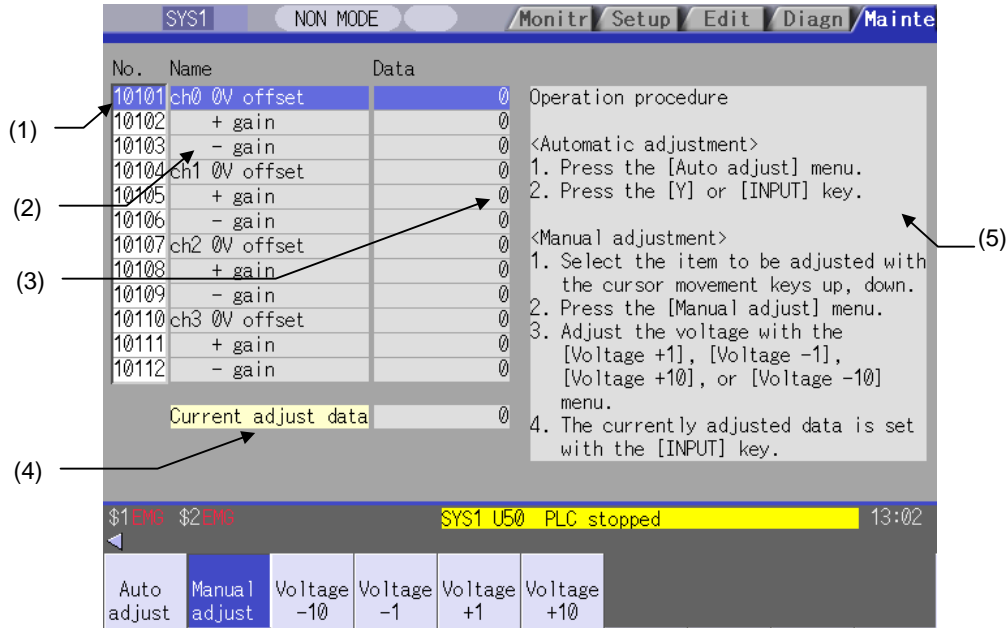 SYS1 NON MODE Monitr Setup Edit Diagn Mainte
No. Name Data
10101 ch0 0V offset 0
10102 + gain 0
10103 - gain 0
10104 ch1 0V offset 0
10105 + gain 0
10106 - gain 0
10107 ch2 0V offset 0
10108 + gain 0
10109 - gain 0
10110 ch3 0V offset 0
10111 + gain 0
10112 - gain 0
Current adjust data 0
Operation procedure
<Automatic adjustment>
1. Press the [Auto adjust] menu.
2. Press the [Y] or [INPUT] key.
<Manual adjustment>
1. Select the item to be adjusted with
the cursor movement keys up, down.
2. Press the [Manual adjust] menu.
3. Adjust the voltage with the
[Voltage +1], [Voltage -1],
[Voltage +10], or [Voltage -10]
menu.
4. The currently adjusted data is set
with the [INPUT] key.
(1)
(2)
(3)
(4)
(5)
$1 EMG $2 EMG SYS1 U50 PLC stopped 13:02
Auto adjust
Manual adjust
Voltage -10
Voltage -1
Voltage +1
Voltage +10